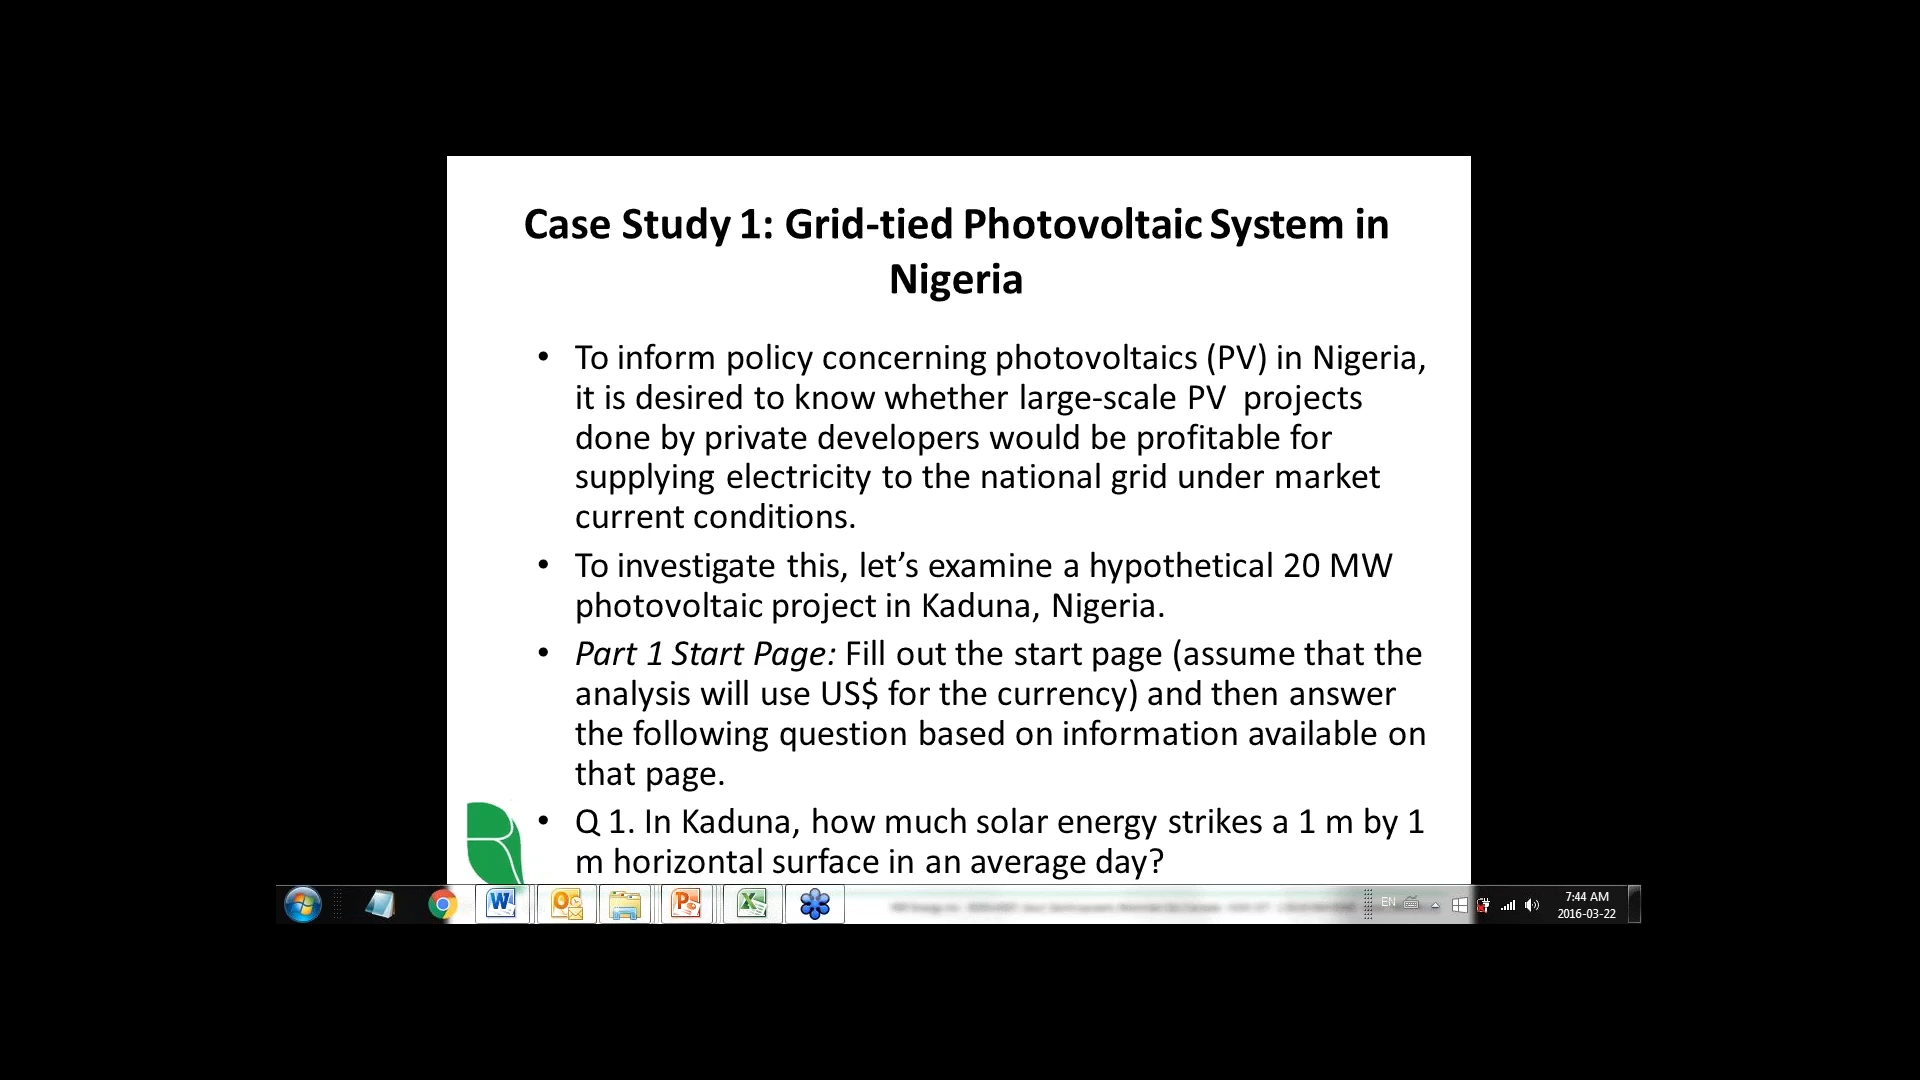 Case Study 1: Grid-tied Photovoltaic System in
Nigeria
• To inform policy concerning photovoltaics (PV) in Nigeria,
it is desired to know whether large-scale PV projects
done by private developers would be profitable for
supplying electricity to the national grid under market
current conditions.
• To investigate this, let’s examine a hypothetical 20 MW
photovoltaic project in Kaduna, Nigeria.
• Part 1 Start Page: Fill out the start page (assume that the
analysis will use US$ for the currency) and then answer
the following question based on information available on
that page.
• Q 1. In Kaduna, how much solar energy strikes a 1 m by 1
m horizontal surface in an average day?
EN
7:44 AM
2016-03-22